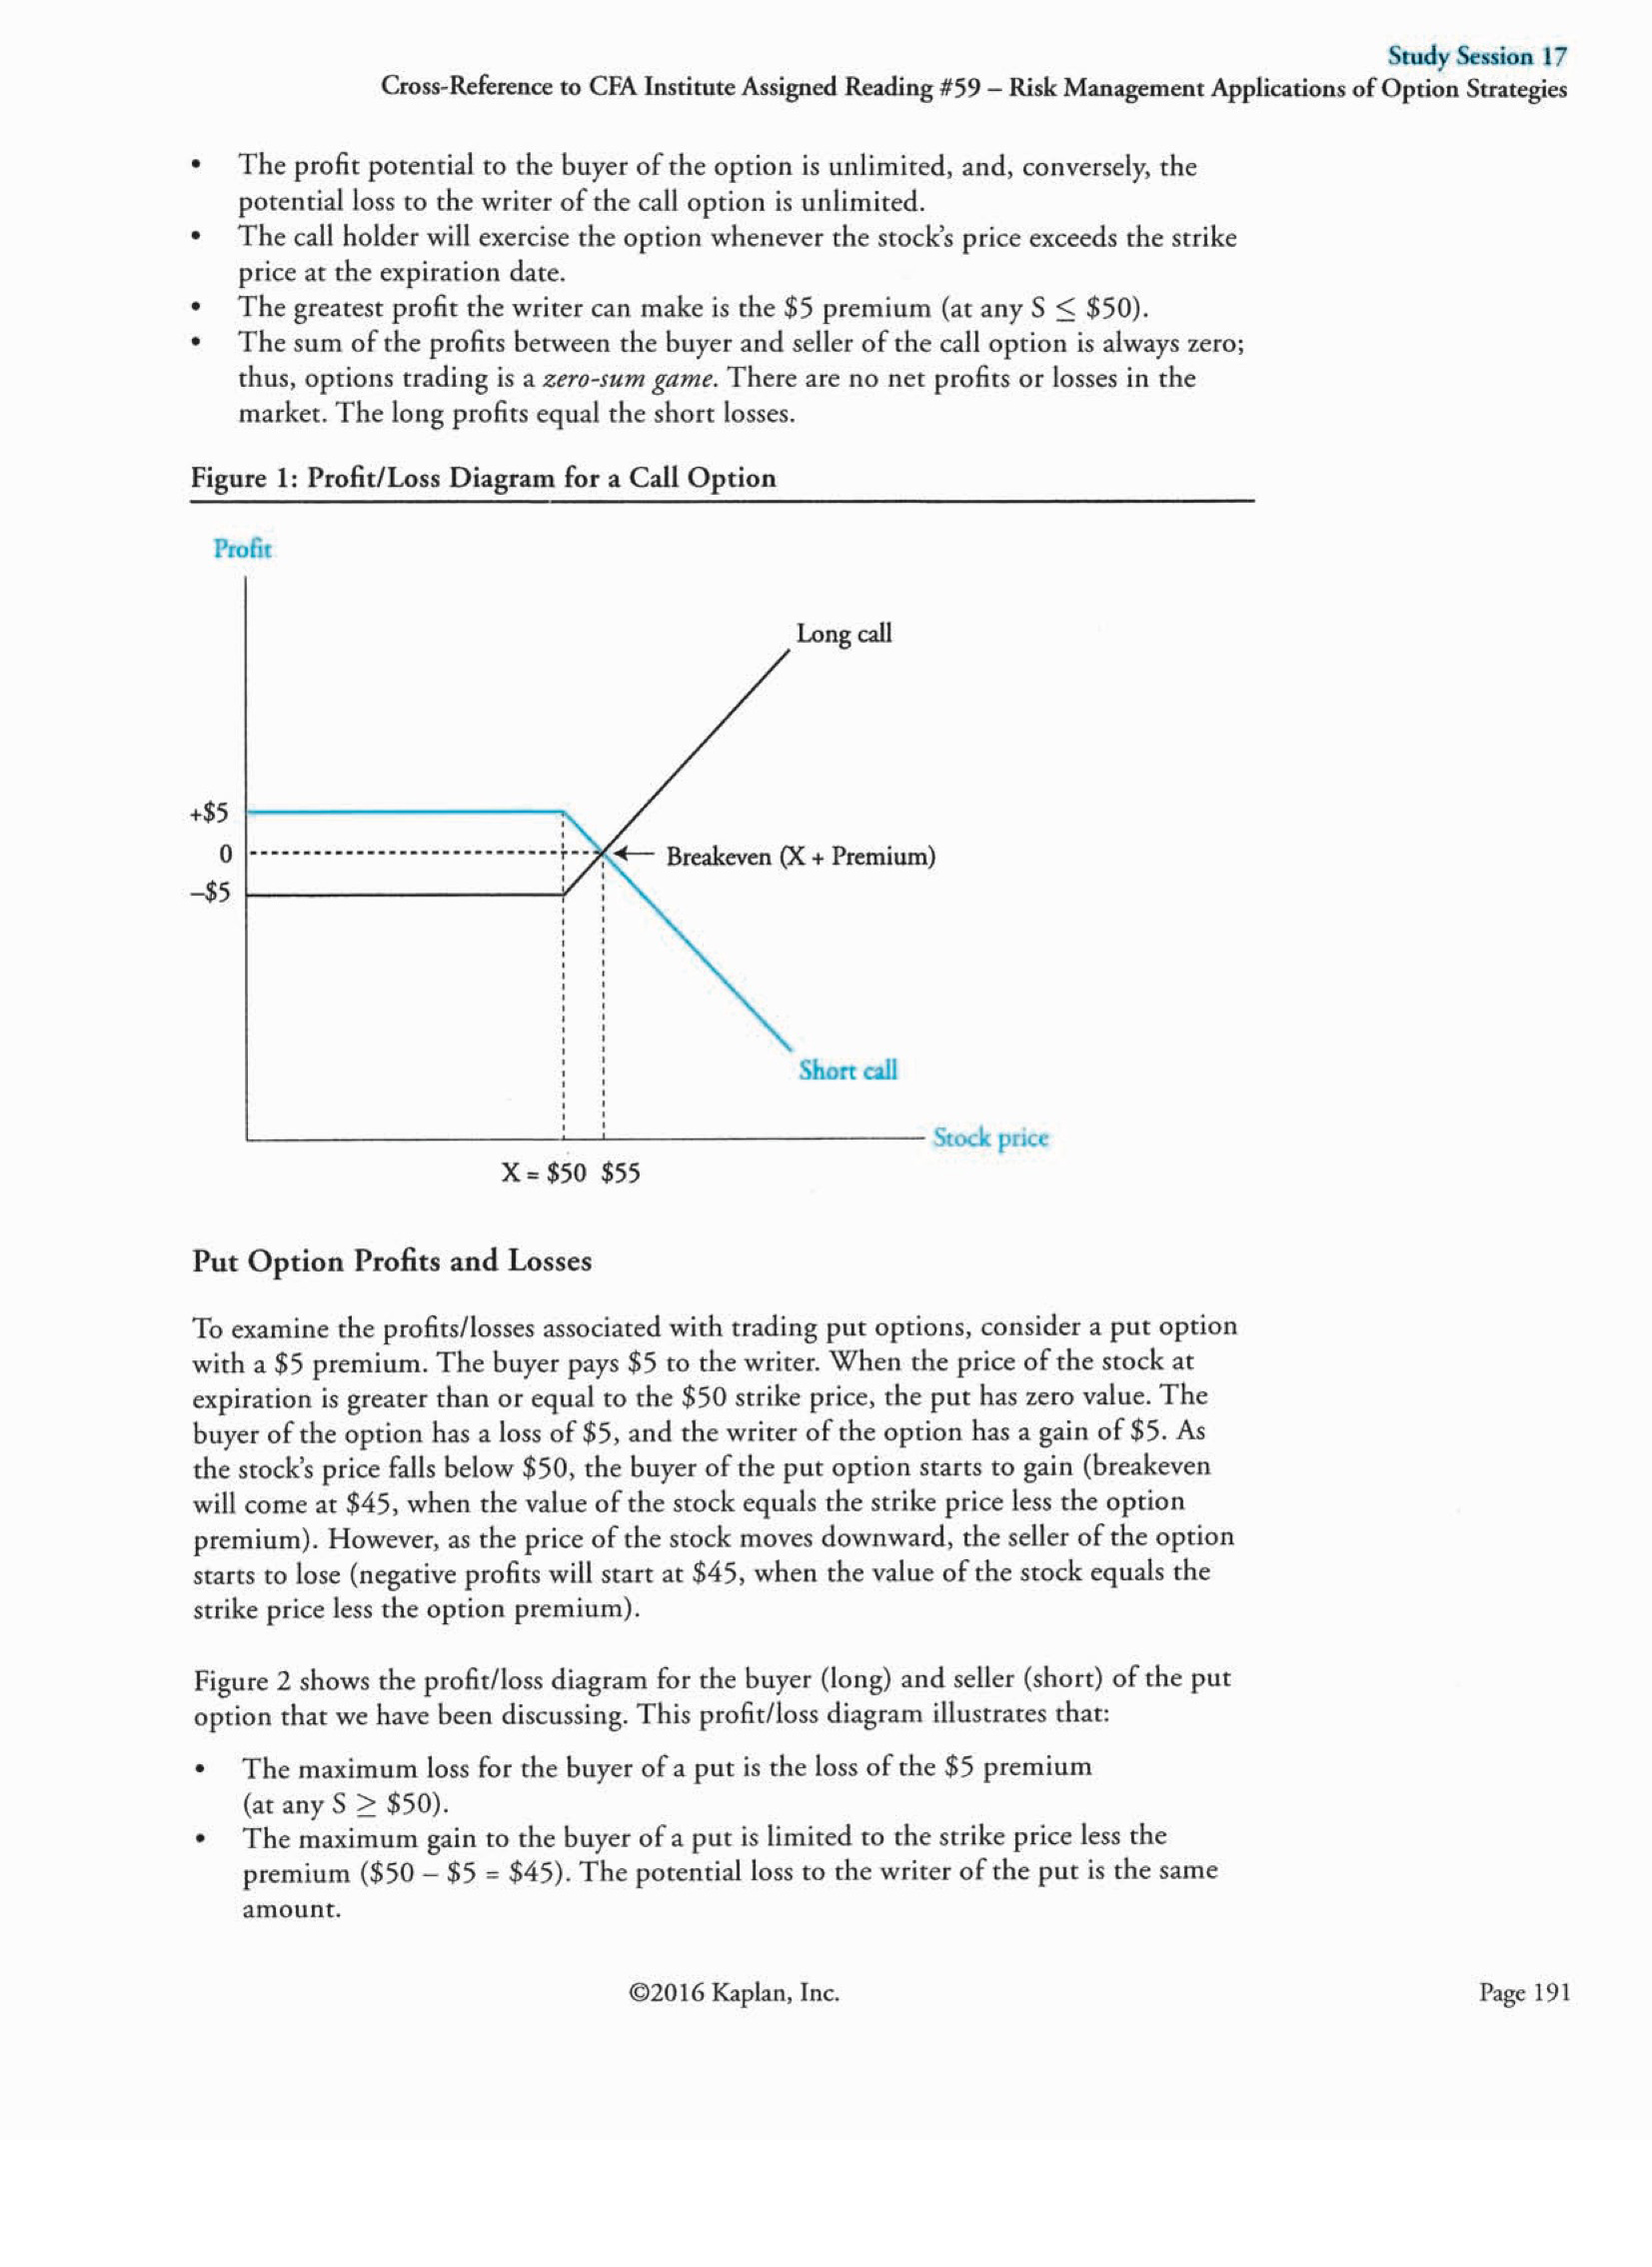 Study Session 17
Cross-Reference to CFA Institute Assigned Reading #59 – Risk Management Applications of Option Strategies
• The profit potential to the buyer of the option is unlimited, and, conversely, the
potential loss to the writer of the call option is unlimited.
• The call holder will exercise the option whenever the stock's price exceeds the strike
price at the expiration date.
• The greatest profit the writer can make is the $5 premium (at any S ≤ $50).
• The sum of the profits between the buyer and seller of the call option is always zero;
thus, options trading is a zero-sum game. There are no net profits or losses in the
market. The long profits equal the short losses.
Figure 1: Profit/Loss Diagram for a Call Option
Profit
Long call
+$5
0
Breakeven (X + Premium)
–$5
Short call
Stock price
X = $50 $55
Put Option Profits and Losses
To examine the profits/losses associated with trading put options, consider a put option
with a $5 premium. The buyer pays $5 to the writer. When the price of the stock at
expiration is greater than or equal to the $50 strike price, the put has zero value. The
buyer of the option has a loss of $5, and the writer of the option has a gain of $5. As
the stock's price falls below $50, the buyer of the put option starts to gain (breakeven
will come at $45, when the value of the stock equals the strike price less the option
premium). However, as the price of the stock moves downward, the seller of the option
starts to lose (negative profits will start at $45, when the value of the stock equals the
strike price less the option premium).
Figure 2 shows the profit/loss diagram for the buyer (long) and seller (short) of the put
option that we have been discussing. This profit/loss diagram illustrates that:
• The maximum loss for the buyer of a put is the loss of the $5 premium
(at any S ≥ $50).
• The maximum gain to the buyer of a put is limited to the strike price less the
premium ($50 – $5 = $45). The potential loss to the writer of the put is the same
amount.
©2016 Kaplan, Inc.
Page 191